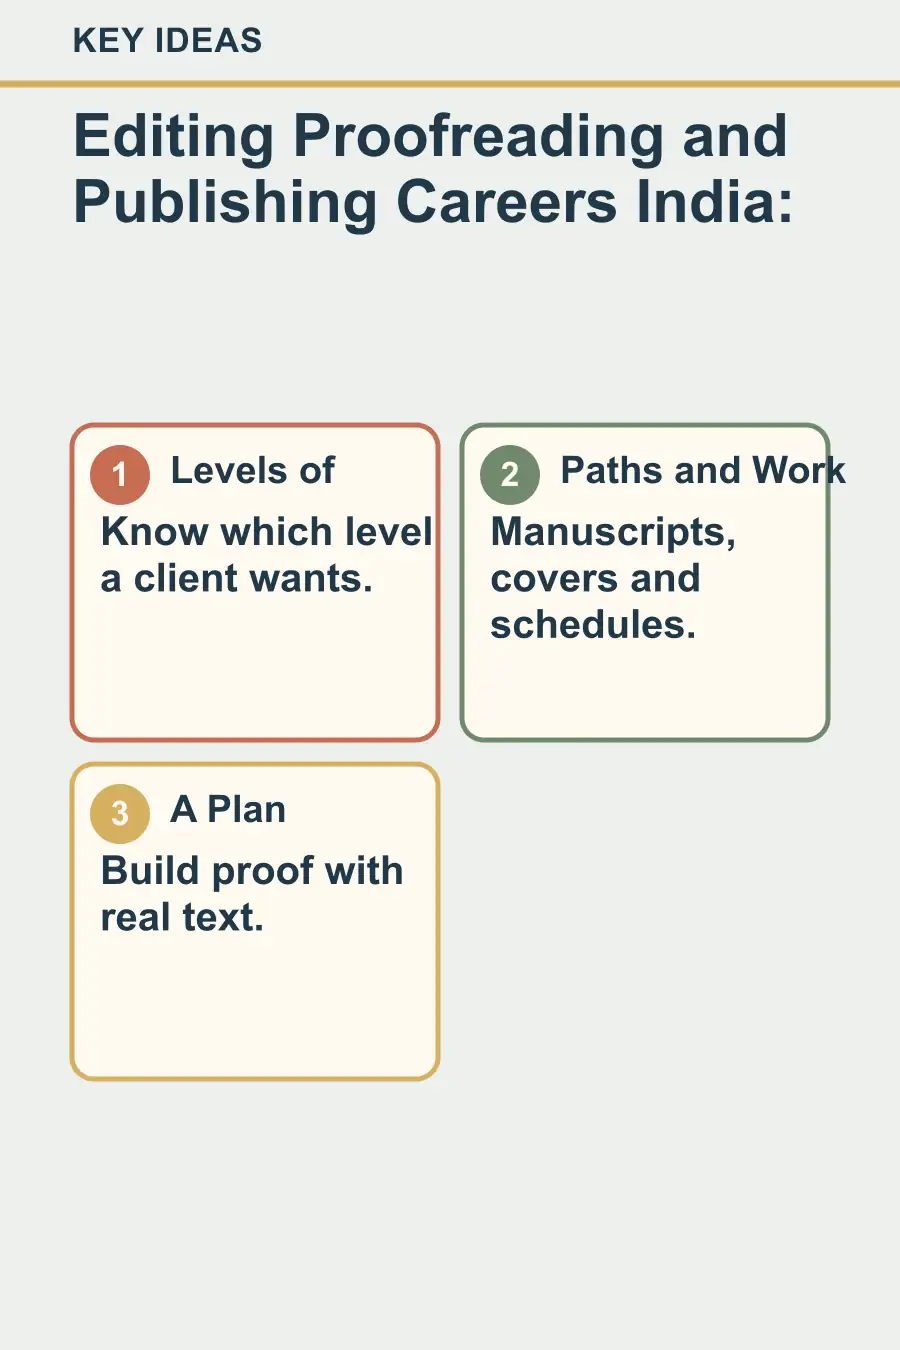 KEY IDEAS
Editing Proofreading and
Publishing Careers India:
1 Levels of
Know which level
a client wants.
2 Paths and Work
Manuscripts,
covers and
schedules.
3 A Plan
Build proof with
real text.